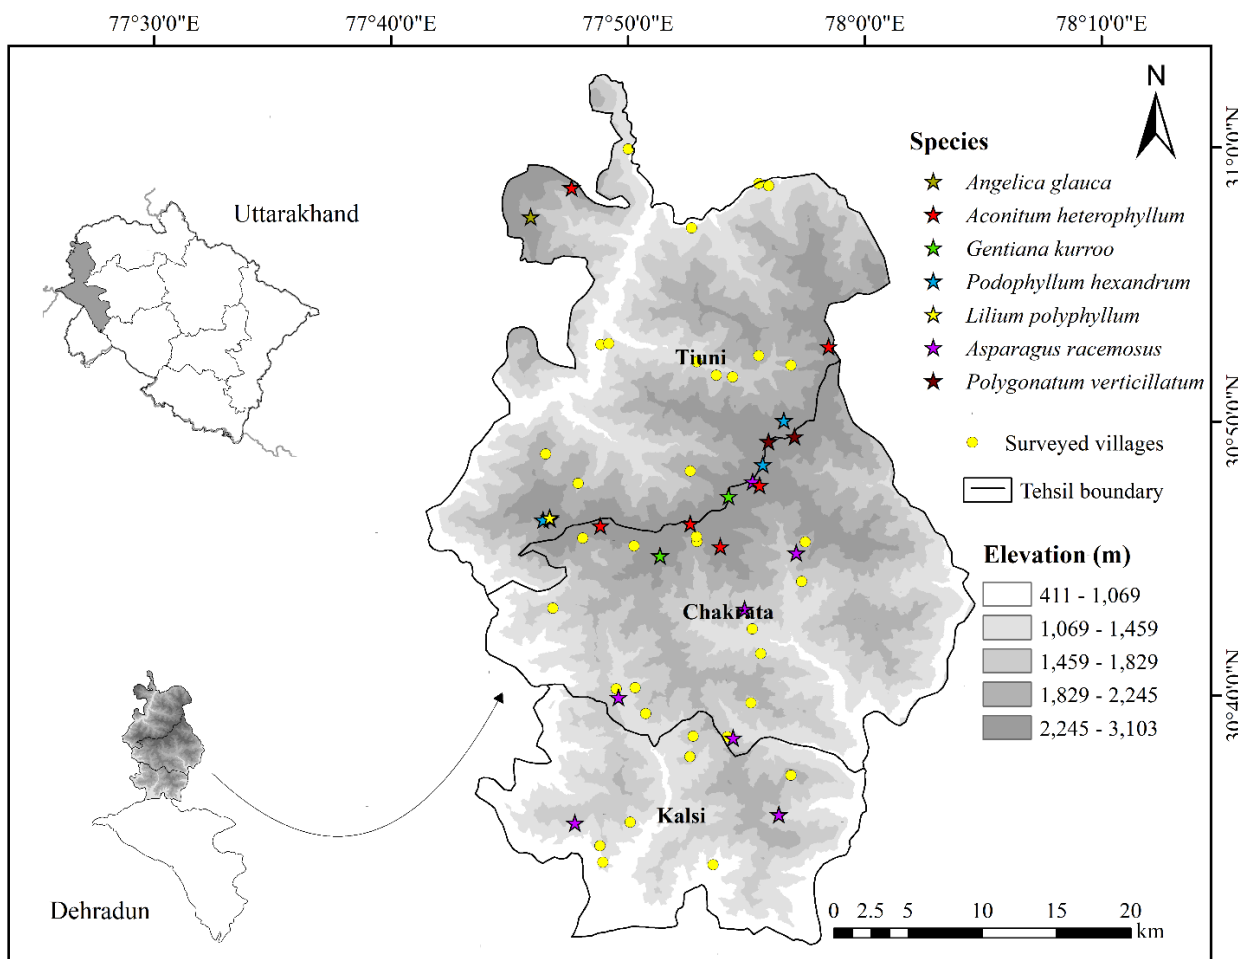 77°30'0"E 77°40'0"E 77°50'0"E 78°0'0"E 78°10'0"E
N
31°0'0"N
Species
Angelica glauca
Aconitum heterophyllum
Gentiana kurroo
Podophyllum hexandrum
Lilium polyphyllum
Asparagus racemosus
Polygonatum verticillatum
Uttarakhand
Tiuni
30°50'0"N
Surveyed villages
Tehsil boundary
Elevation (m)
411 - 1,069
1,069 - 1,459
1,459 - 1,829
1,829 - 2,245
2,245 - 3,103
Chakrata
30°40'0"N
Kalsi
Dehradun
0 2.5 5 10 15 20
km